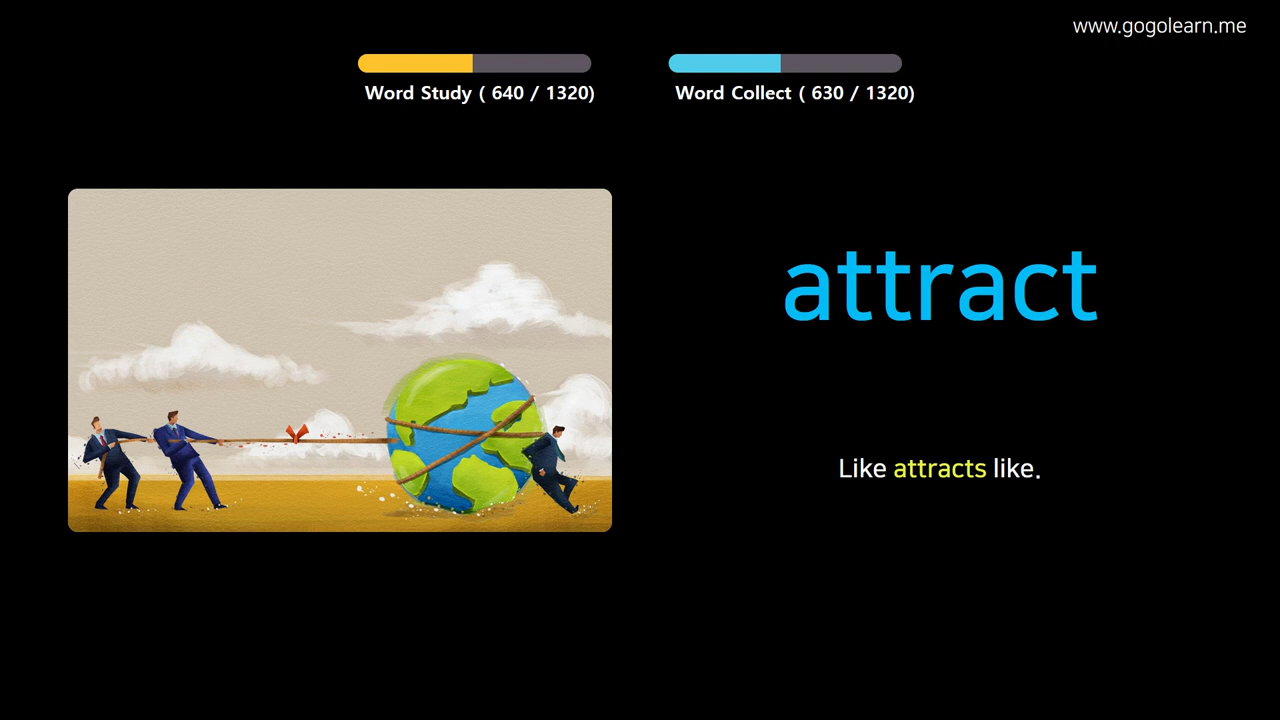 www.gogolearn.me
Word Study ( 640 / 1320)
Word Collect ( 630 / 1320)
attract
Like attracts like.